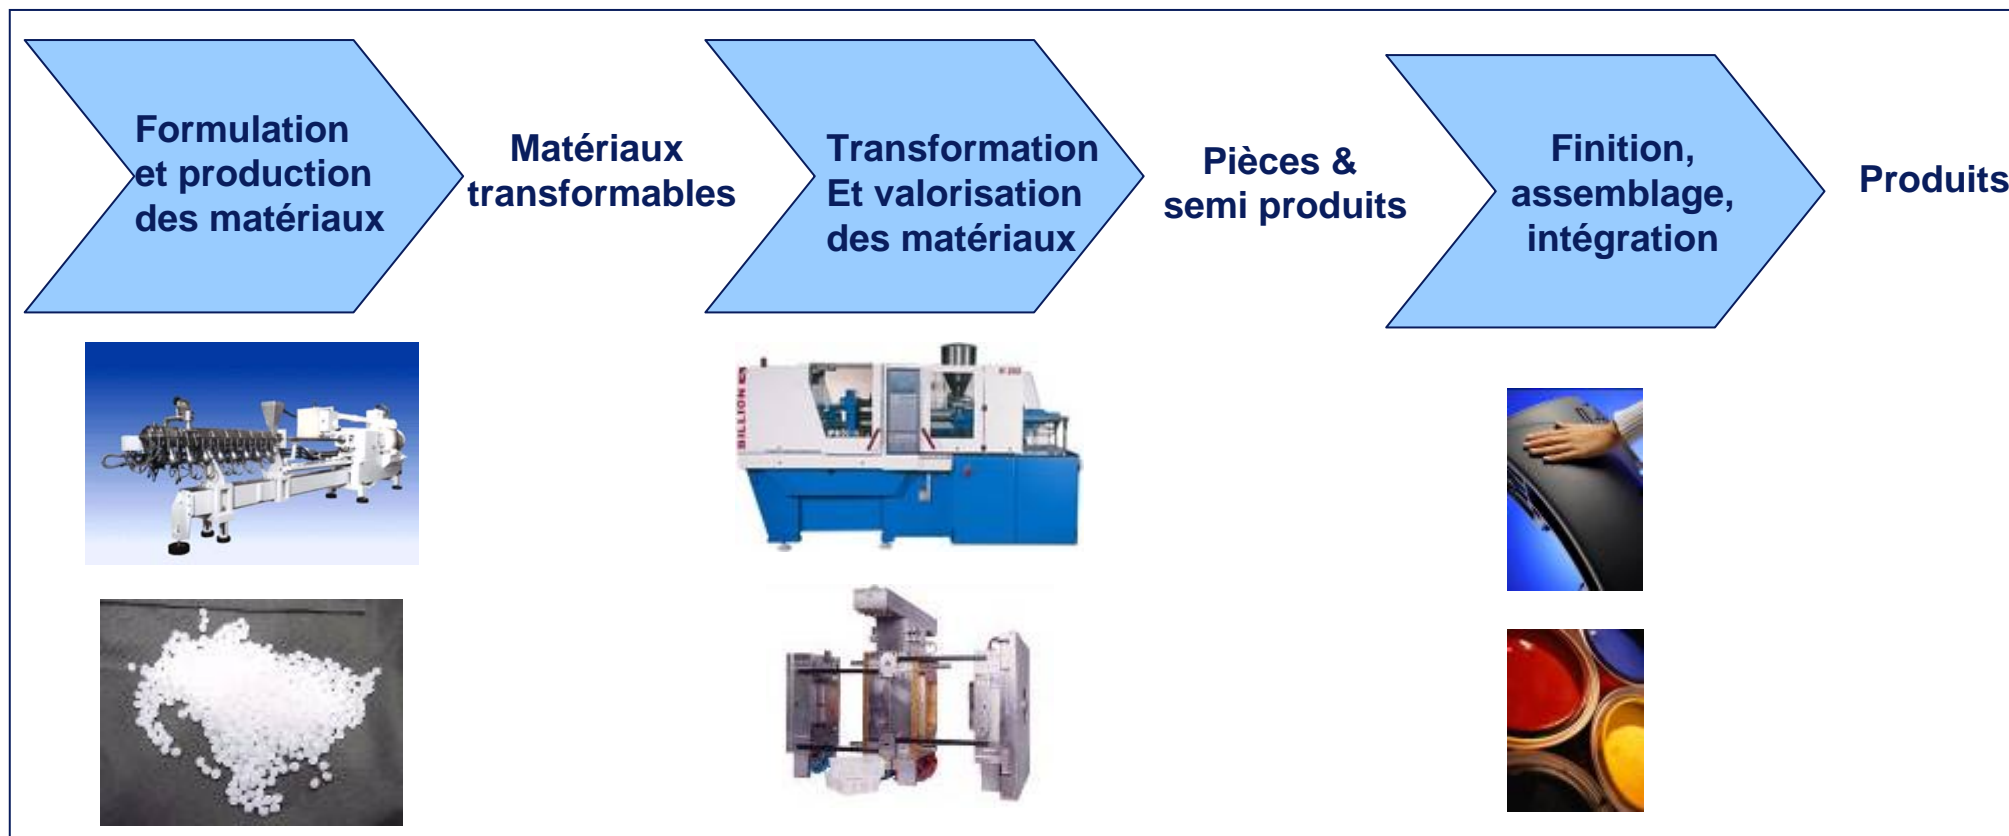 Formulation
et production
des matériaux
Matériaux
transformables
Transformation
Et valorisation
des matériaux
Pièces &
semi produits
Finition,
assemblage,
intégration
Produits
BILLION